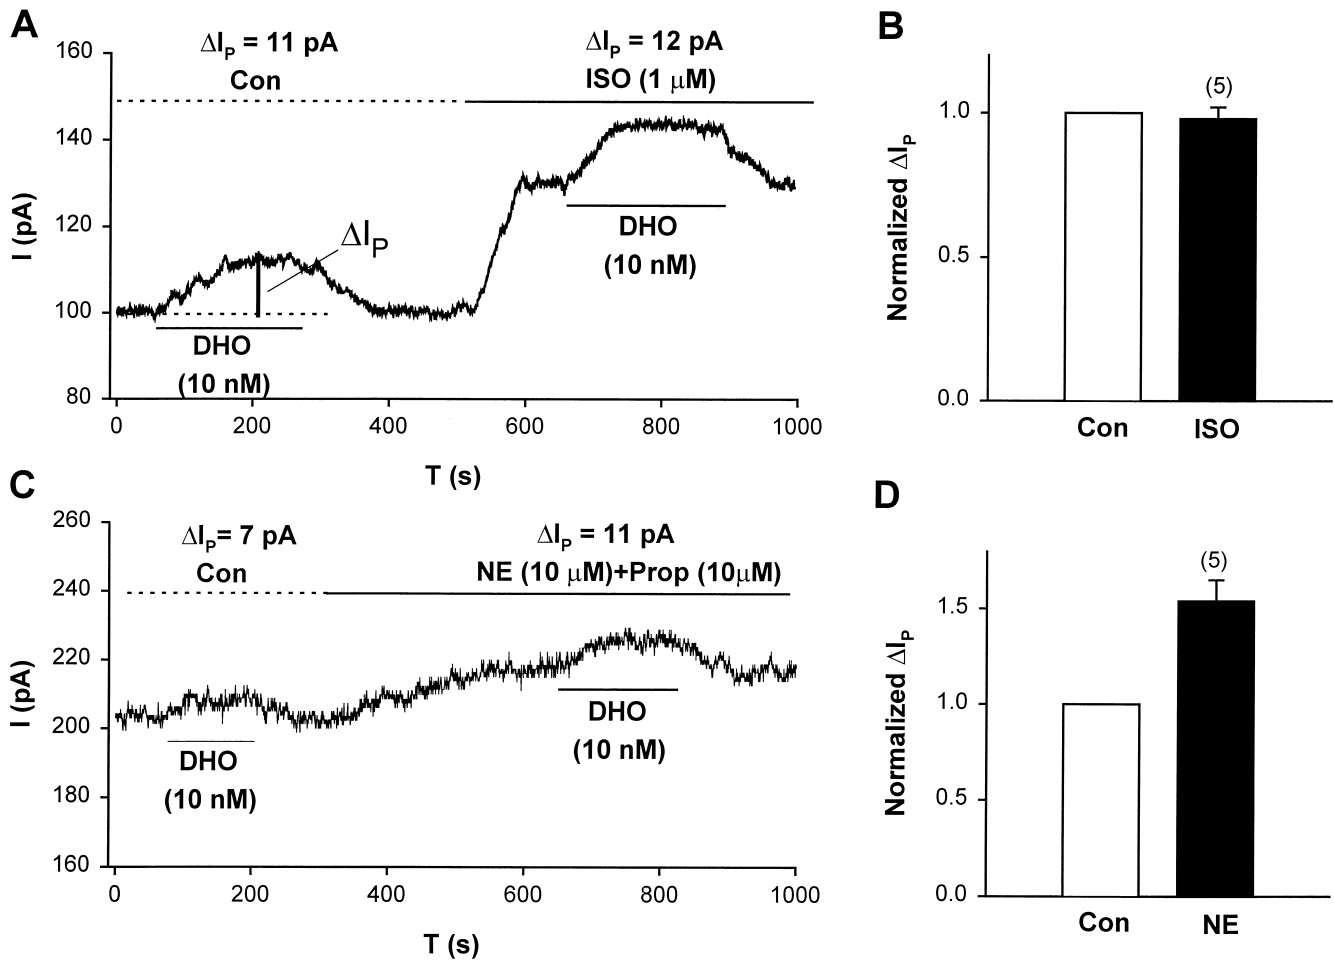 A
ΔIP = 11 pA
Con
ΔIP = 12 pA
ISO (1 μM)
160
140
120
100
80
I (pA)
ΔIP
DHO
(10 nM)
DHO
(10 nM)
0
200
400
600
800
1000
T (s)
B
(5)
1.0
0.5
0.0
Normalized ΔIP
Con
ISO
C
ΔIP= 7 pA
Con
ΔIP = 11 pA
NE (10 μM)+Prop (10μM)
260
240
220
200
180
160
I (pA)
DHO
(10 nM)
DHO
(10 nM)
0
200
400
600
800
1000
T (s)
D
(5)
1.5
1.0
0.5
0.0
Normalized ΔIP
Con
NE